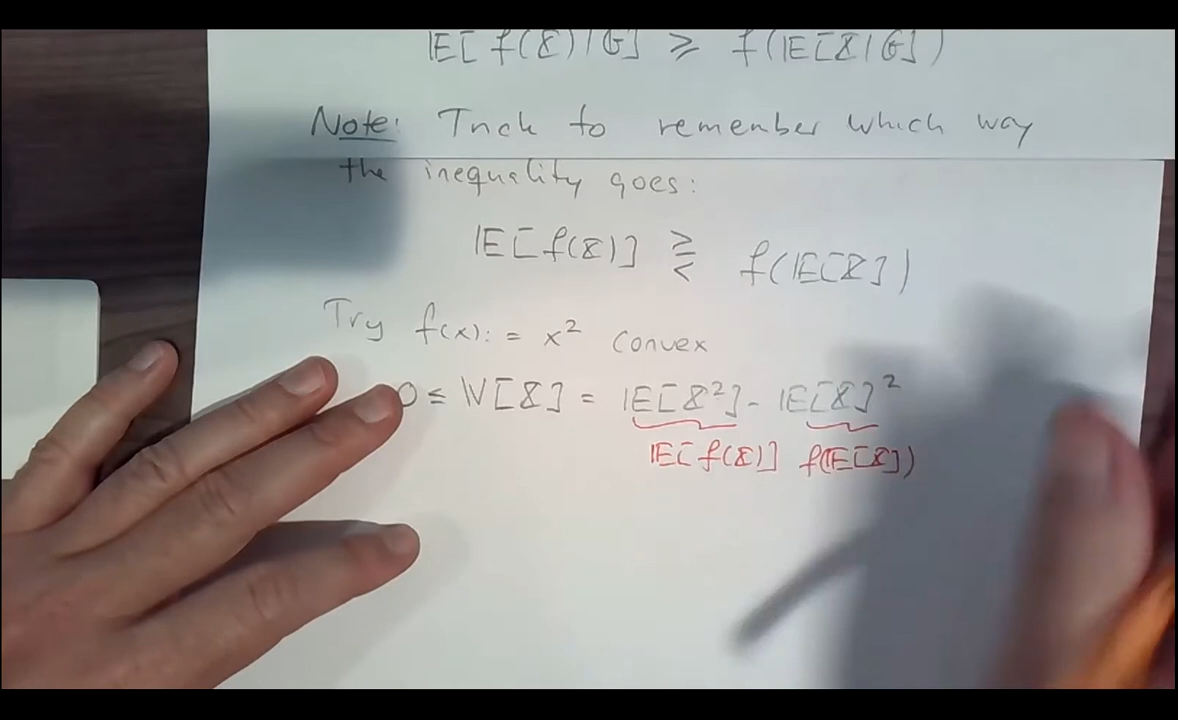 𝔼[f(X)|G] ≥ f(𝔼[X|G])
Note: Trick to remember which way
the inequality goes:
𝔼[f(X)] ≷ f(𝔼[X])
Try f(x) := x² convex
0 ≤ 𝕍[X] = 𝔼[X²] - 𝔼[X]²
𝔼[f(X)] f(𝔼[X])